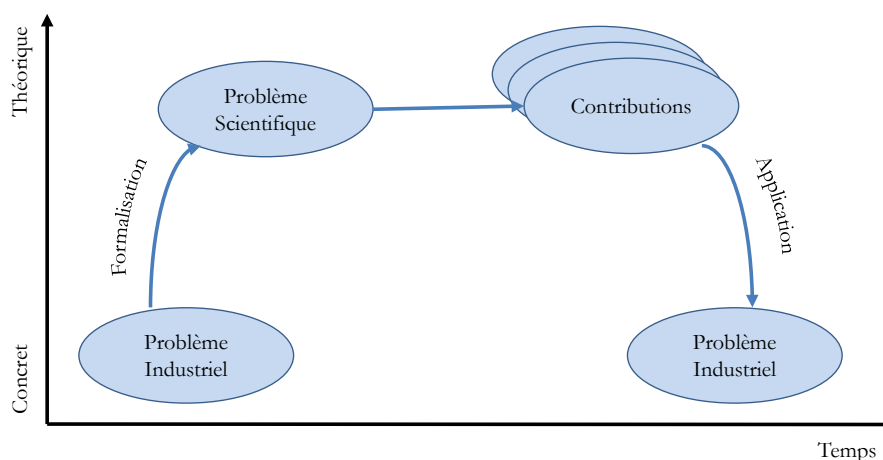 Théorique
Problème
Scientifique
Contributions
Formalisation
Application
Problème
Industriel
Problème
Industriel
Concret
Temps